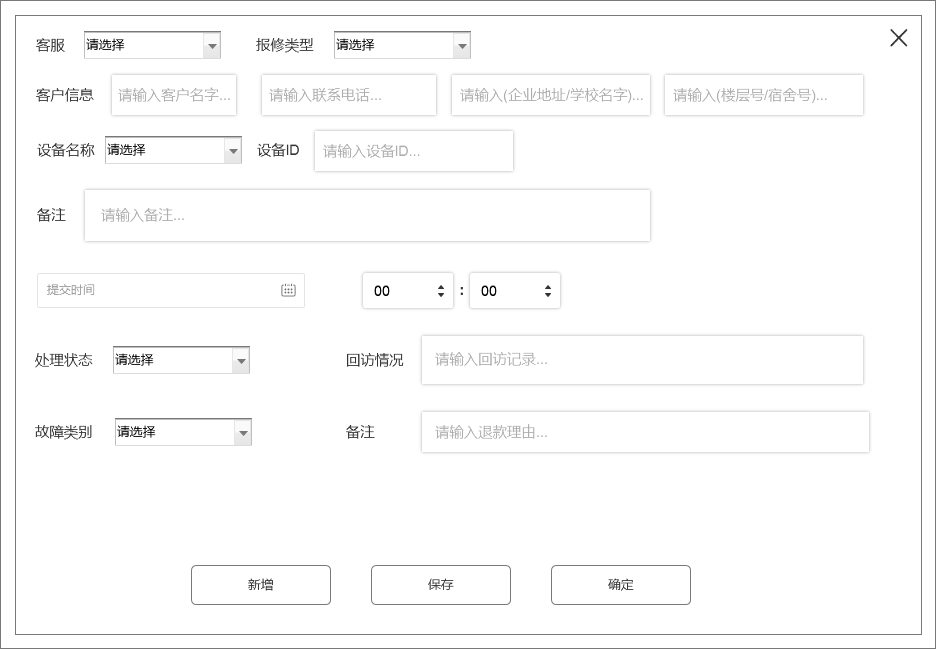 客服 请选择 报修类型 请选择
客户信息 请输入客户名字... 请输入联系电话... 请输入(企业地址/学校名字)... 请输入(楼层号/宿舍号)...
设备名称 请选择 设备ID 请输入设备ID...
备注 请输入备注...
提交时间 00 : 00
处理状态 请选择 回访情况 请输入回访记录...
故障类别 请选择 备注 请输入退款理由...
新增 保存 确定